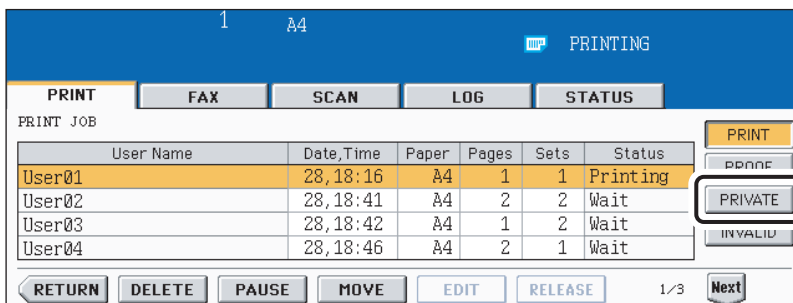 1 A4
PRINTING
PRINT FAX SCAN LOG STATUS
PRINT JOB
PRINT
User Name Date,Time Paper Pages Sets Status
PROOF
User01 28,18:16 A4 1 1 Printing
User02 28,18:41 A4 2 2 Wait
PRIVATE
User03 28,18:42 A4 1 2 Wait
INVALID
User04 28,18:46 A4 2 1 Wait
RETURN DELETE PAUSE MOVE EDIT RELEASE 1/3 Next